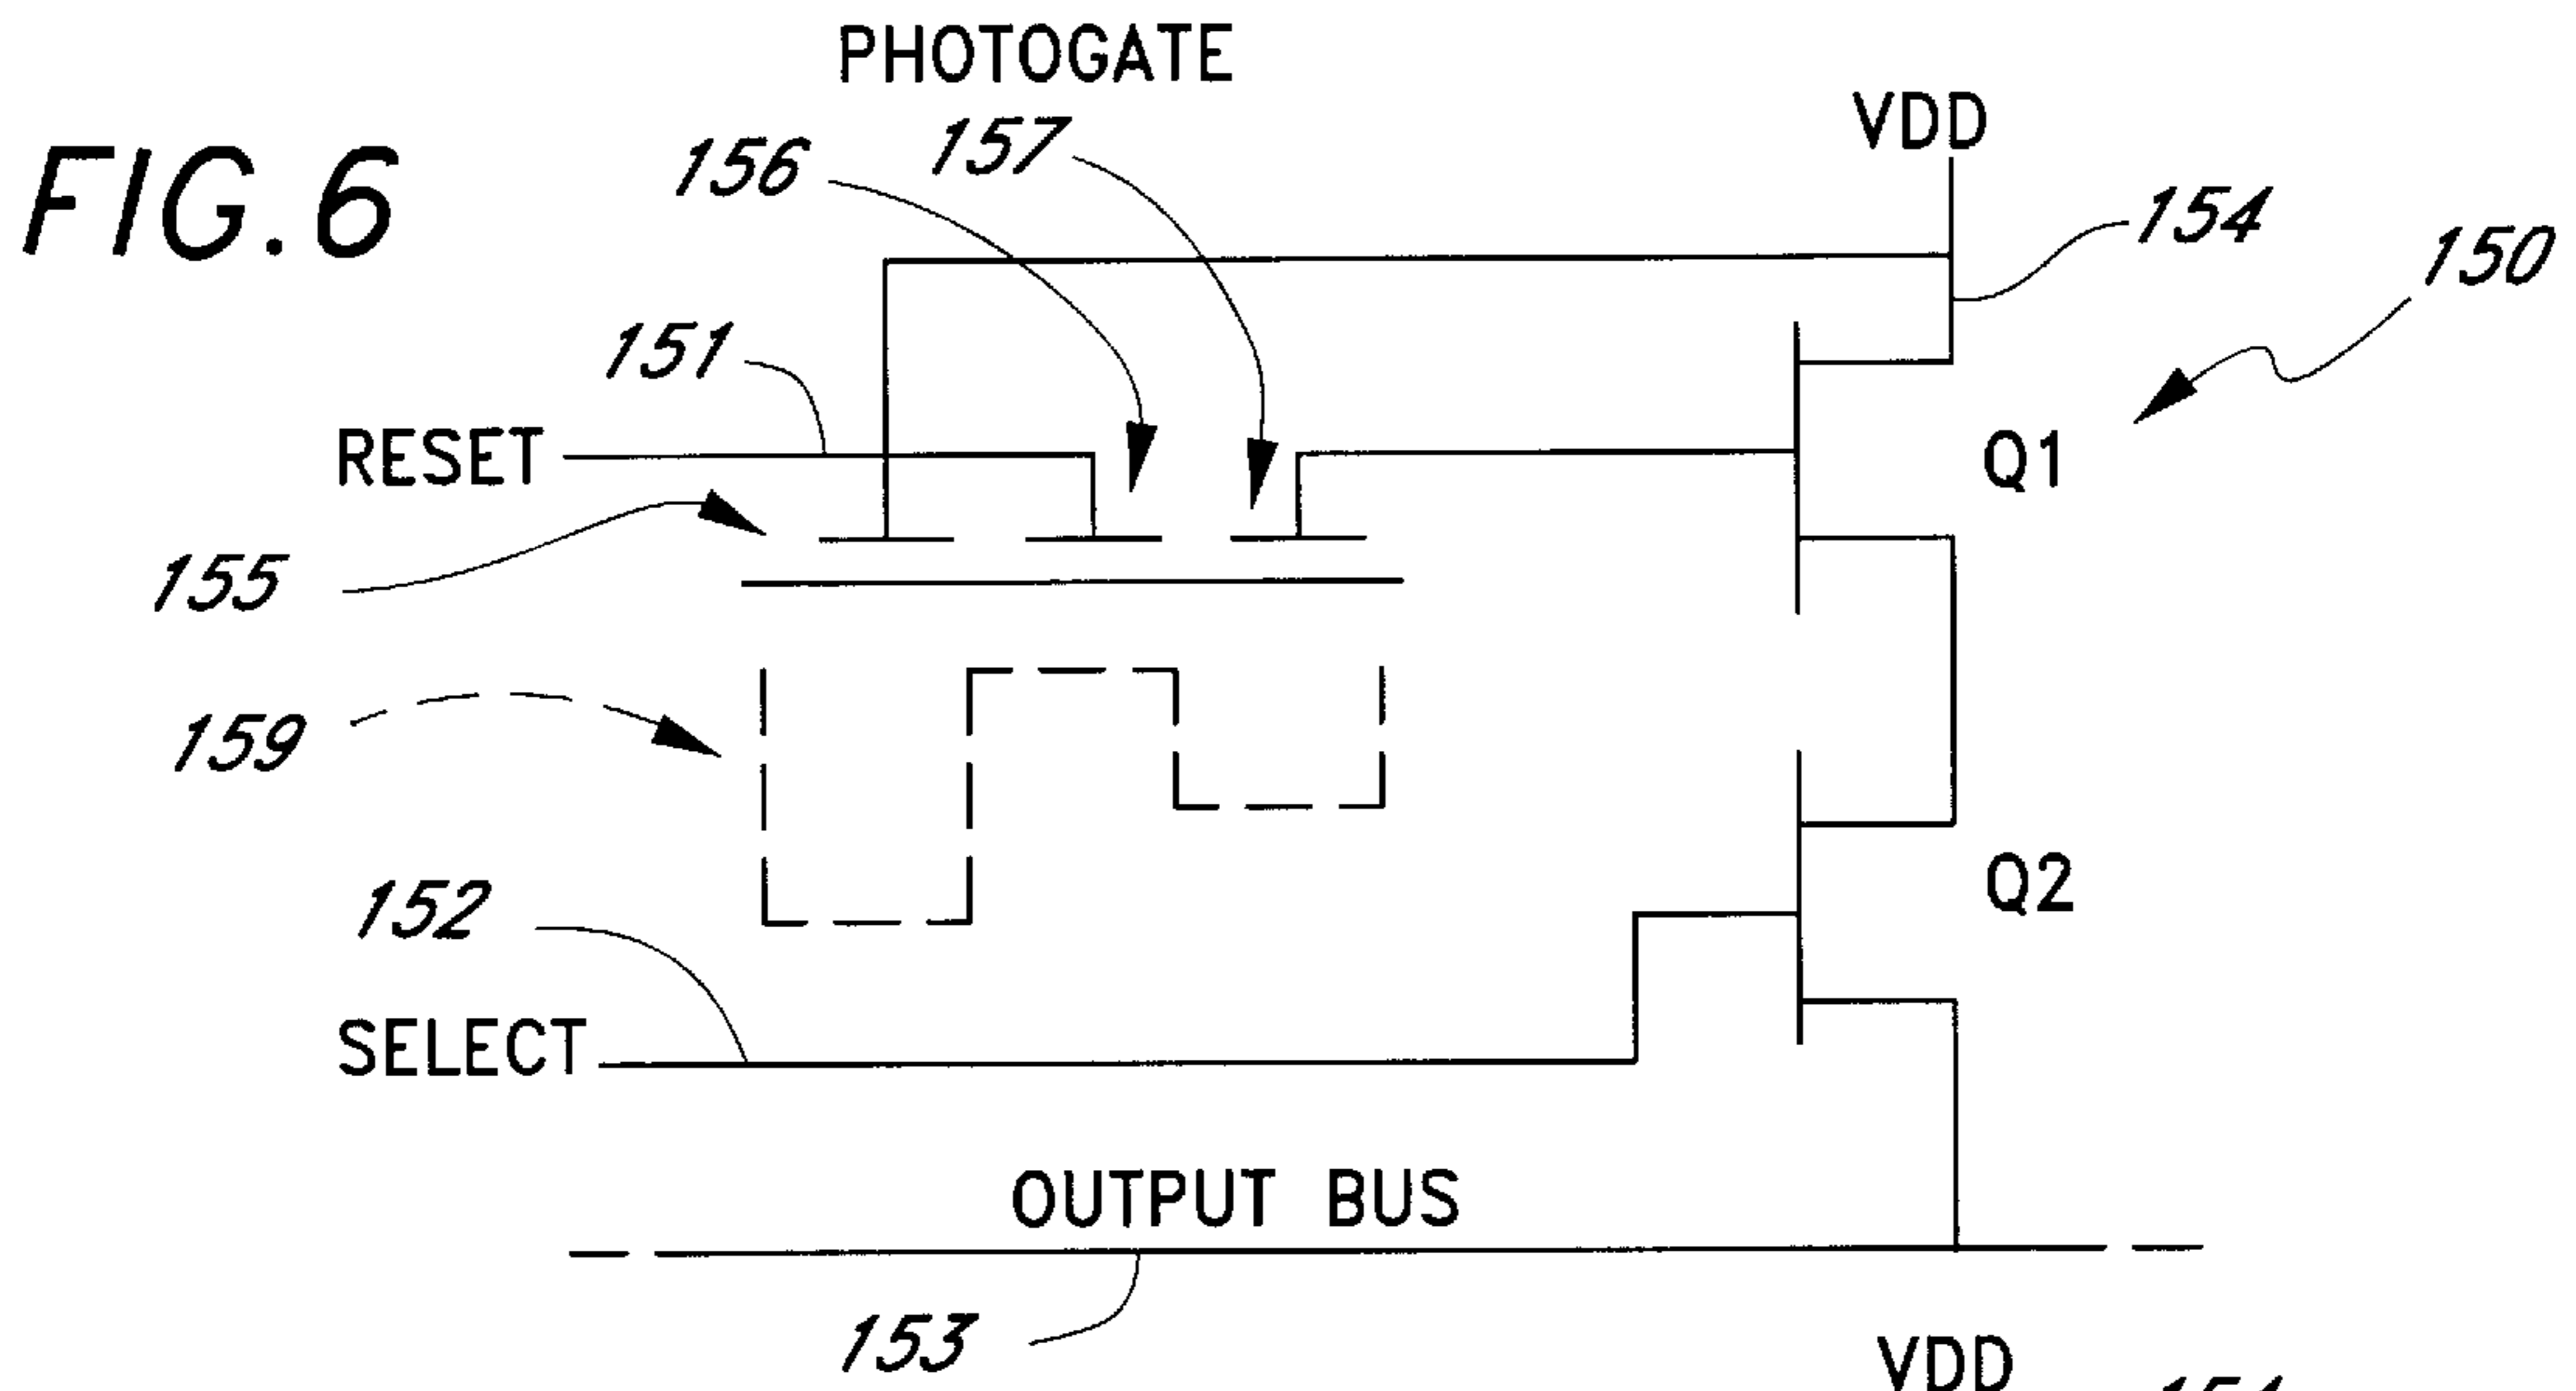 PHOTOGATE
VDD
FIG.6
156
157
154
150
151
RESET
Q1
155
159
152
Q2
SELECT
OUTPUT BUS
153
VDD